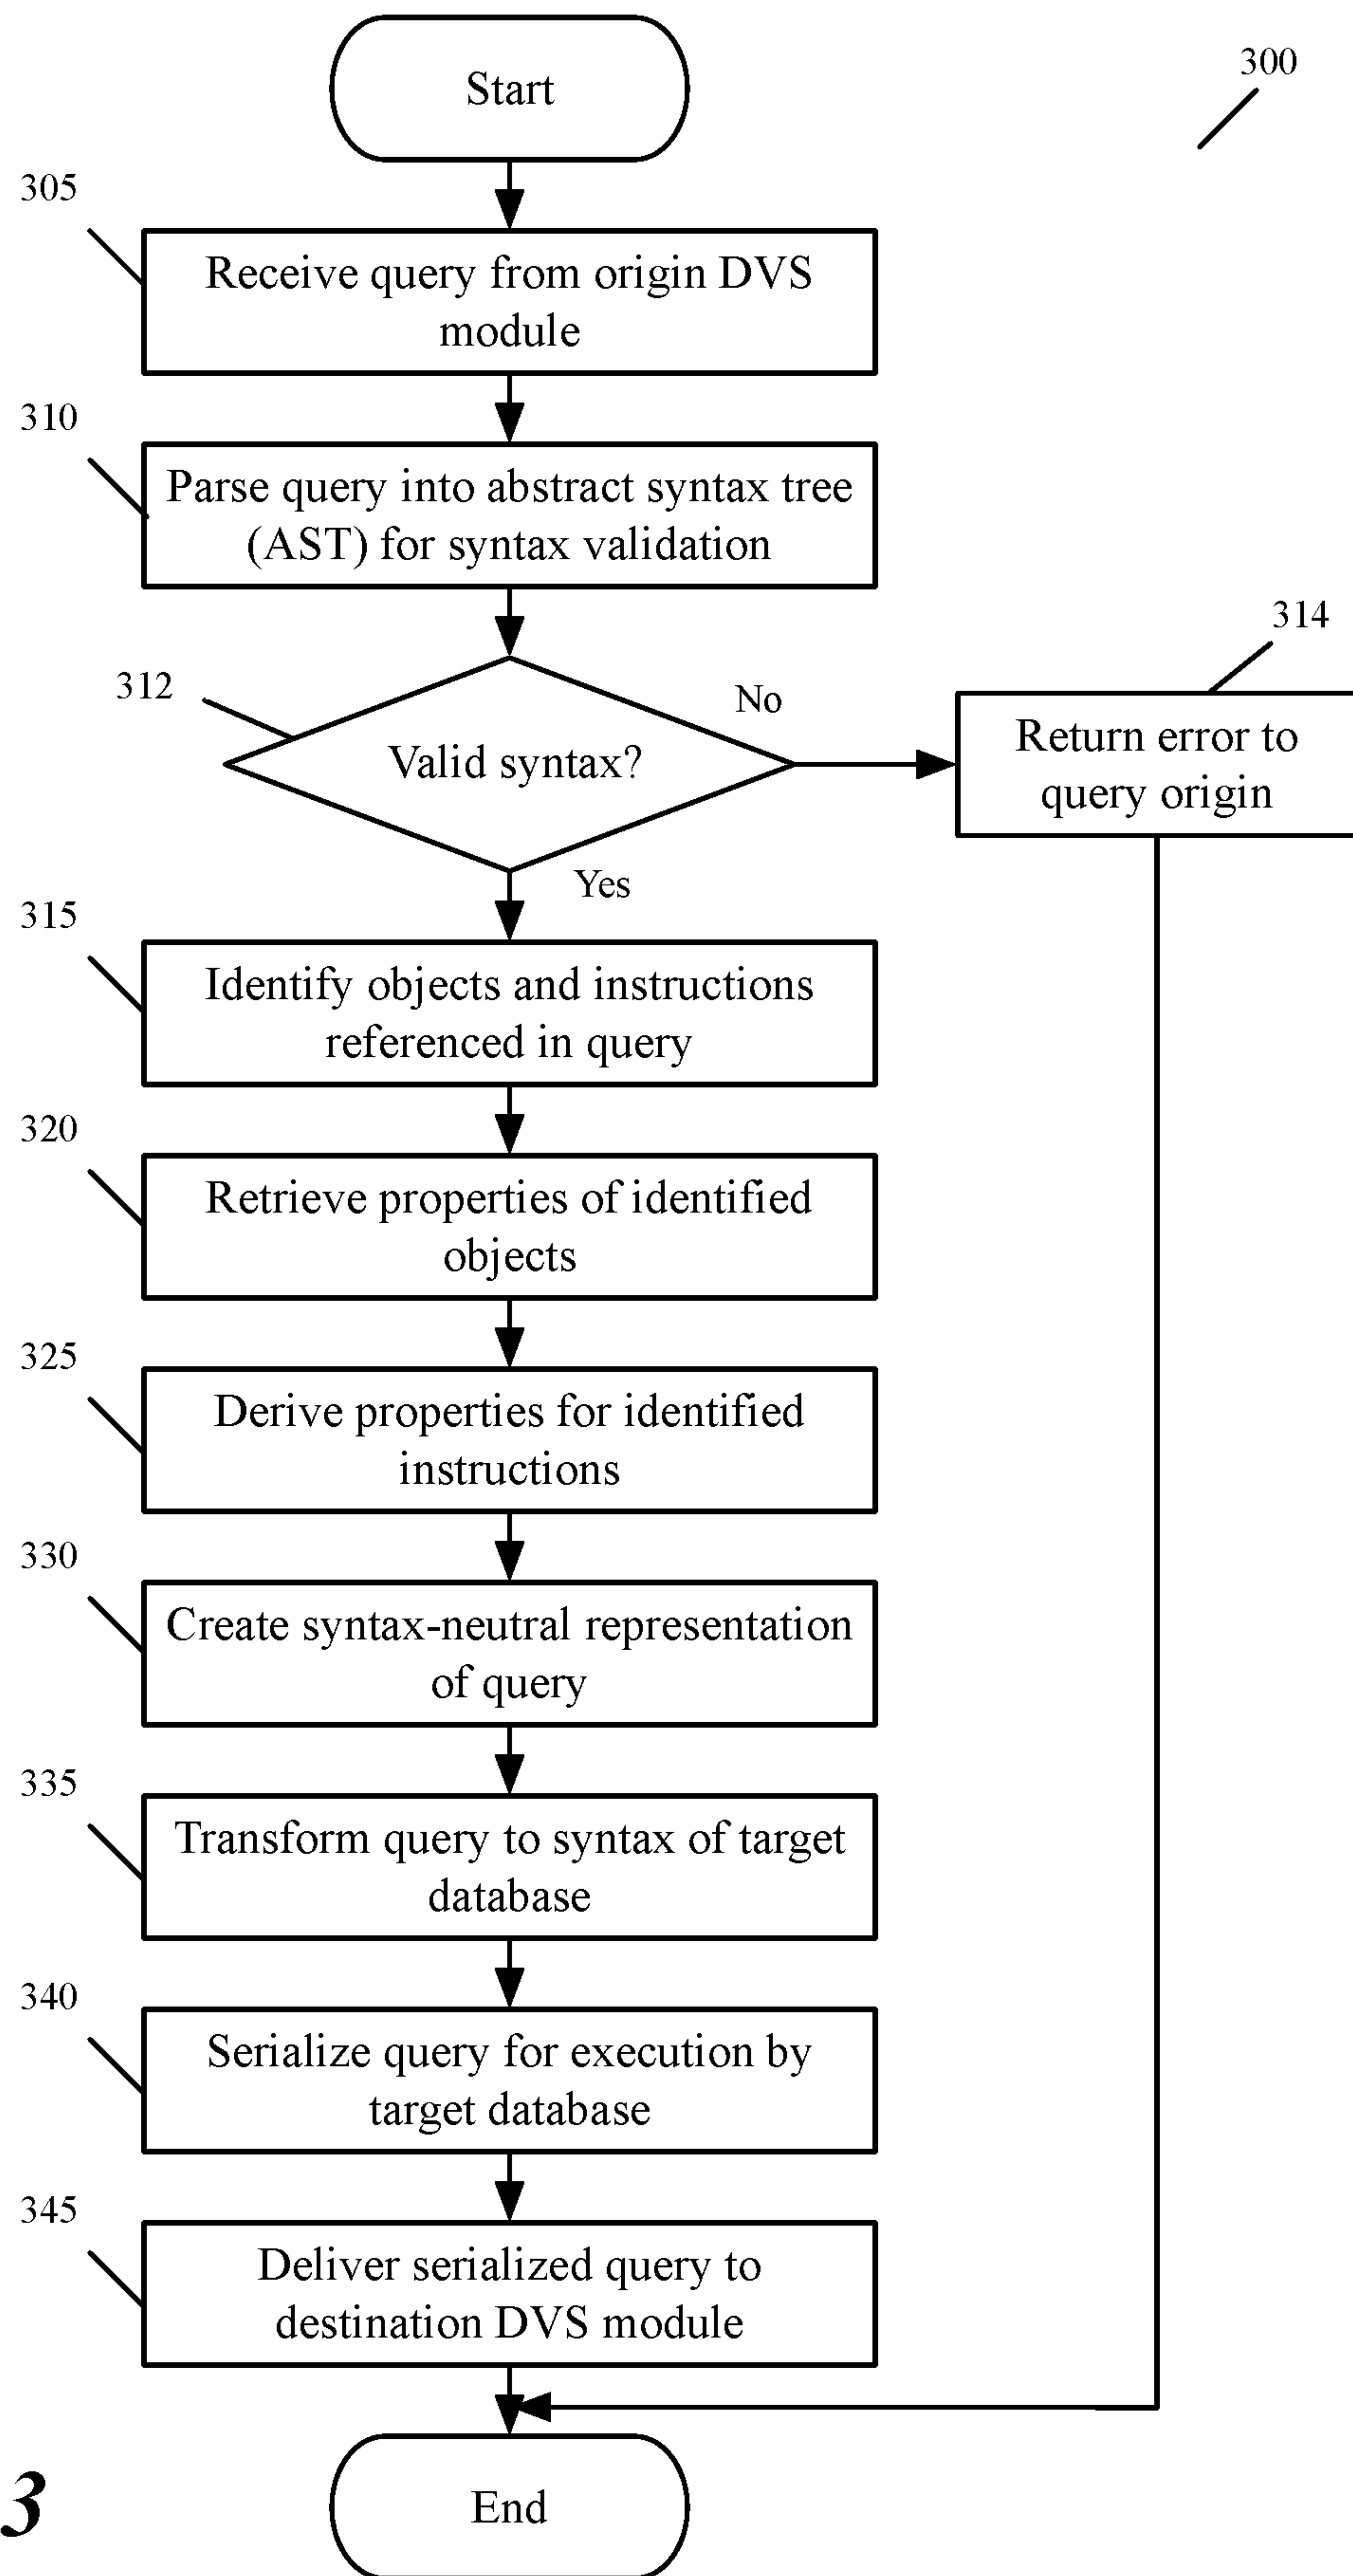 Start
300
305
Receive query from origin DVS
module
310
Parse query into abstract syntax tree
(AST) for syntax validation
314
312
No
Valid syntax?
Return error to
query origin
Yes
315
Identify objects and instructions
referenced in query
320
Retrieve properties of identified
objects
325
Derive properties for identified
instructions
330
Create syntax-neutral representation
of query
335
Transform query to syntax of target
database
340
Serialize query for execution by
target database
345
Deliver serialized query to
destination DVS module
End
3